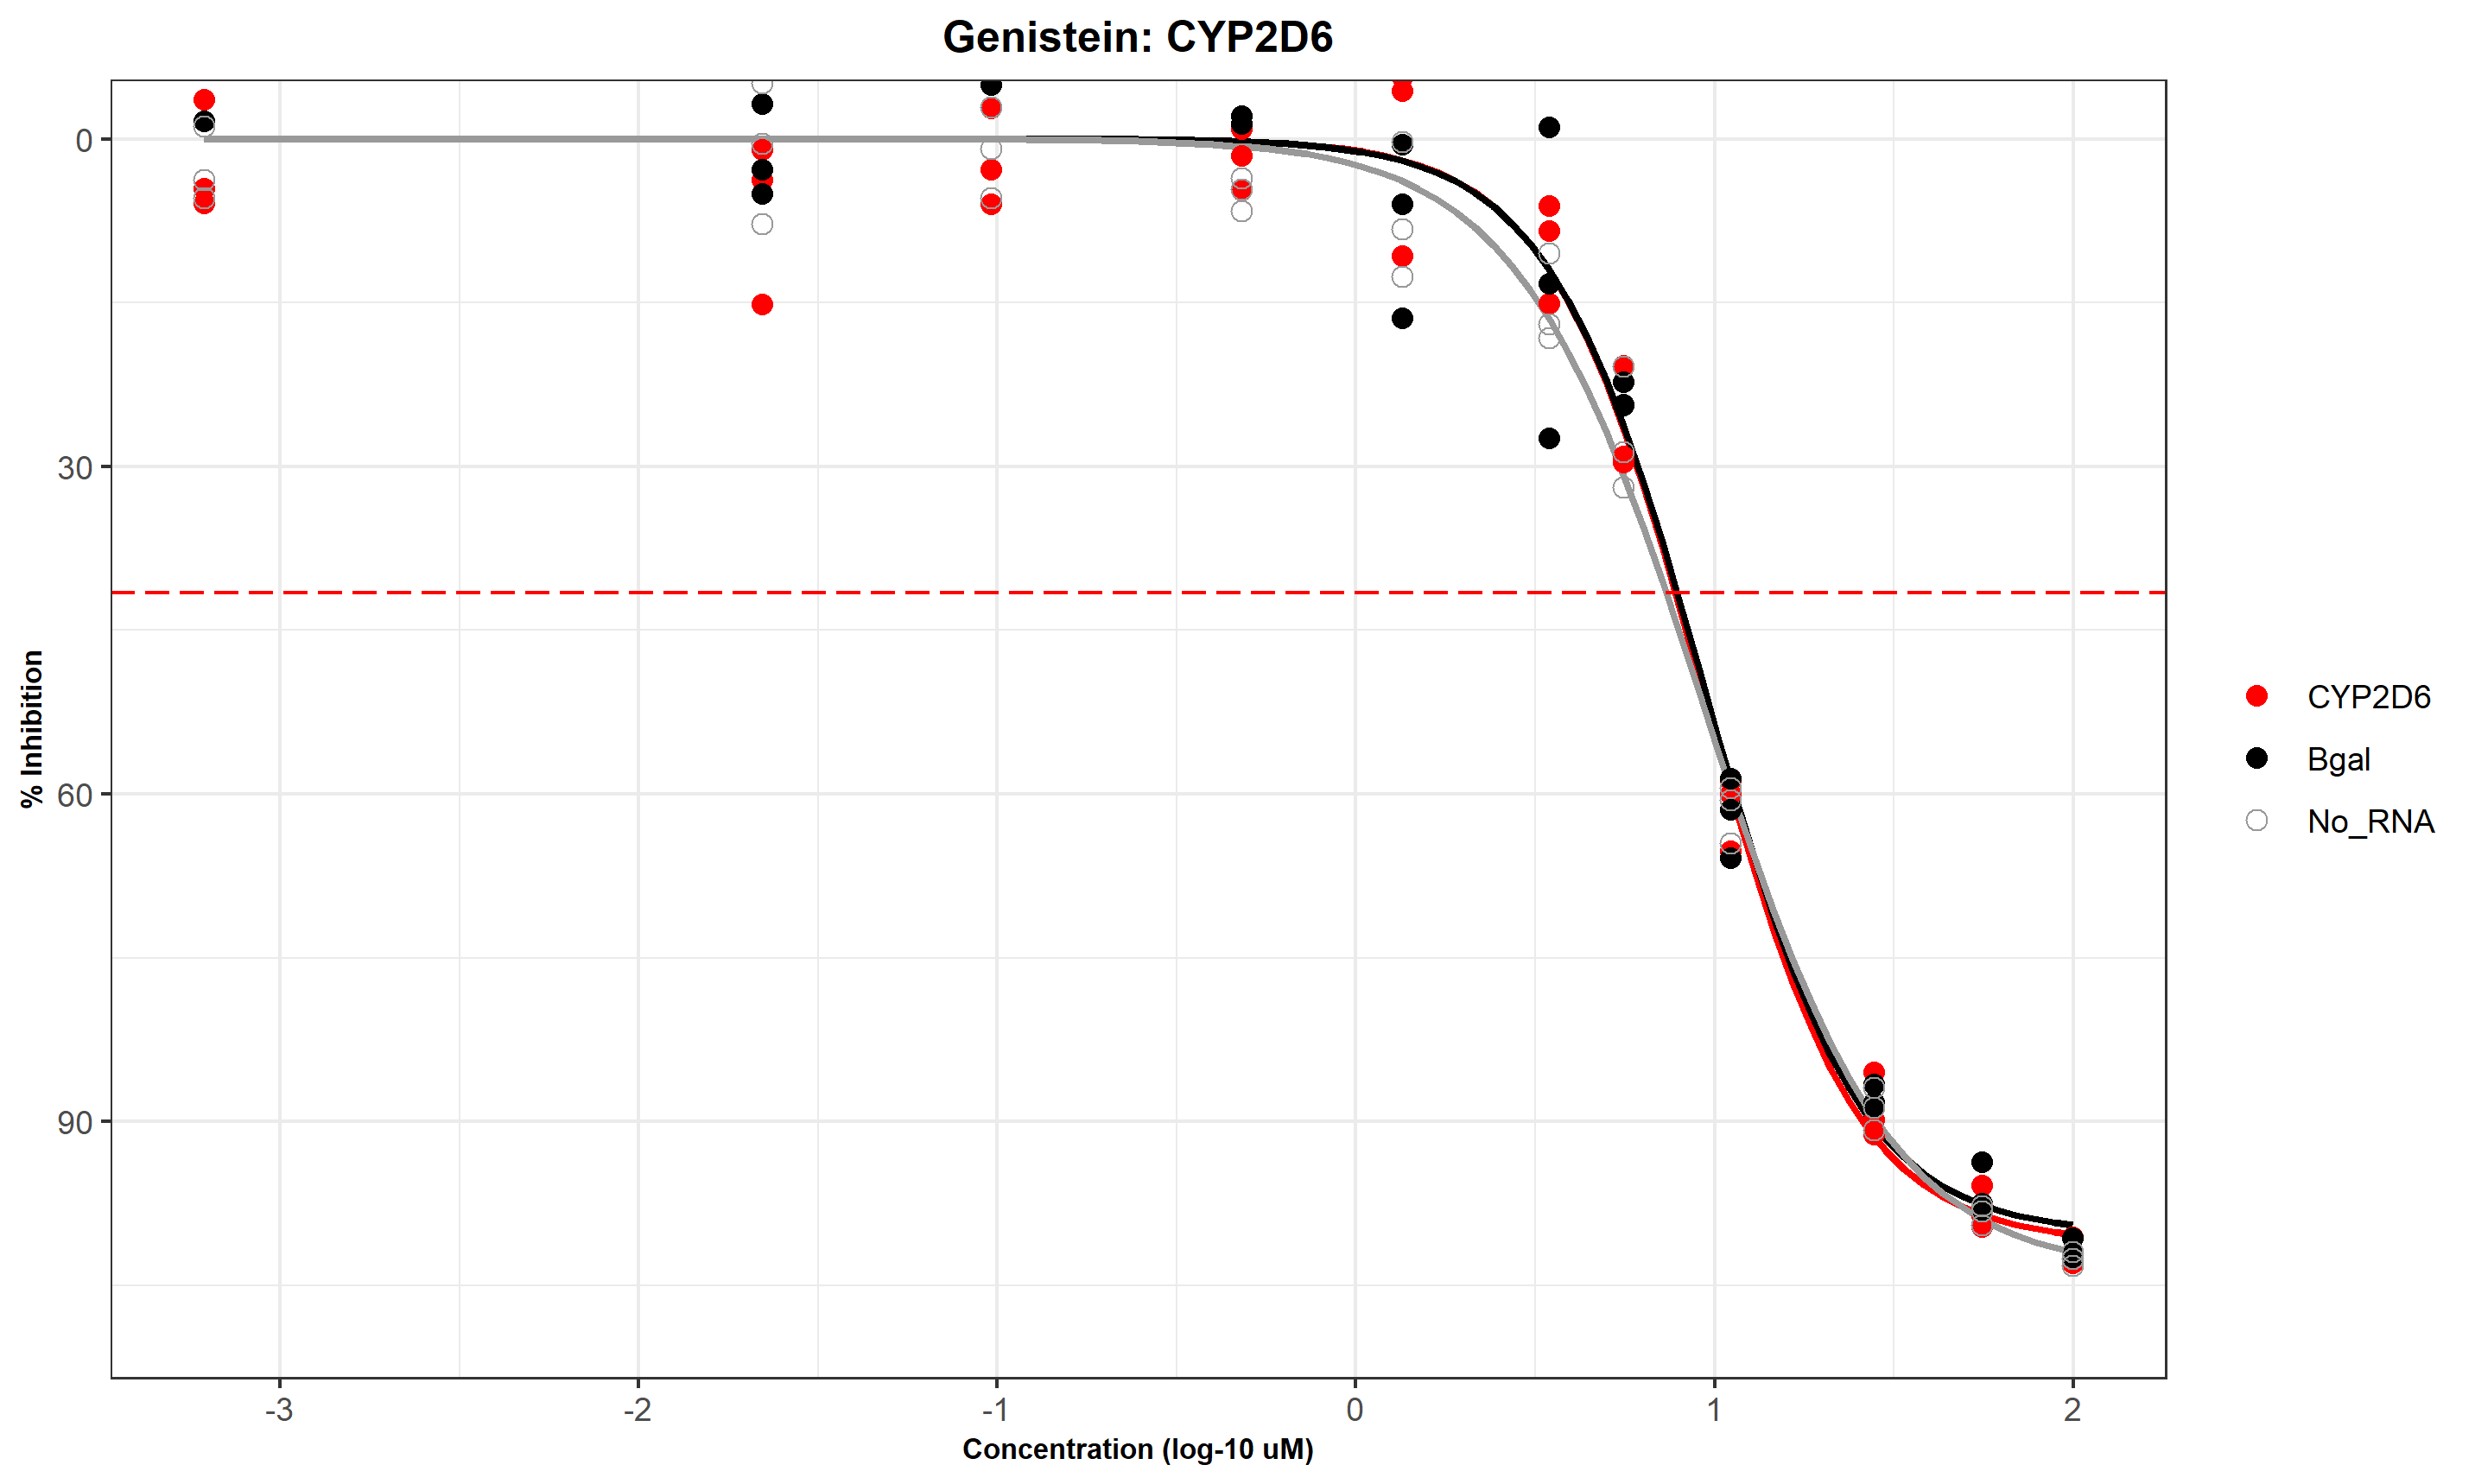 Genistein: CYP2D6
% Inhibition
0
30
60
90
-3
-2
-1
0
1
2
Concentration (log-10 uM)
CYP2D6
Bgal
No_RNA